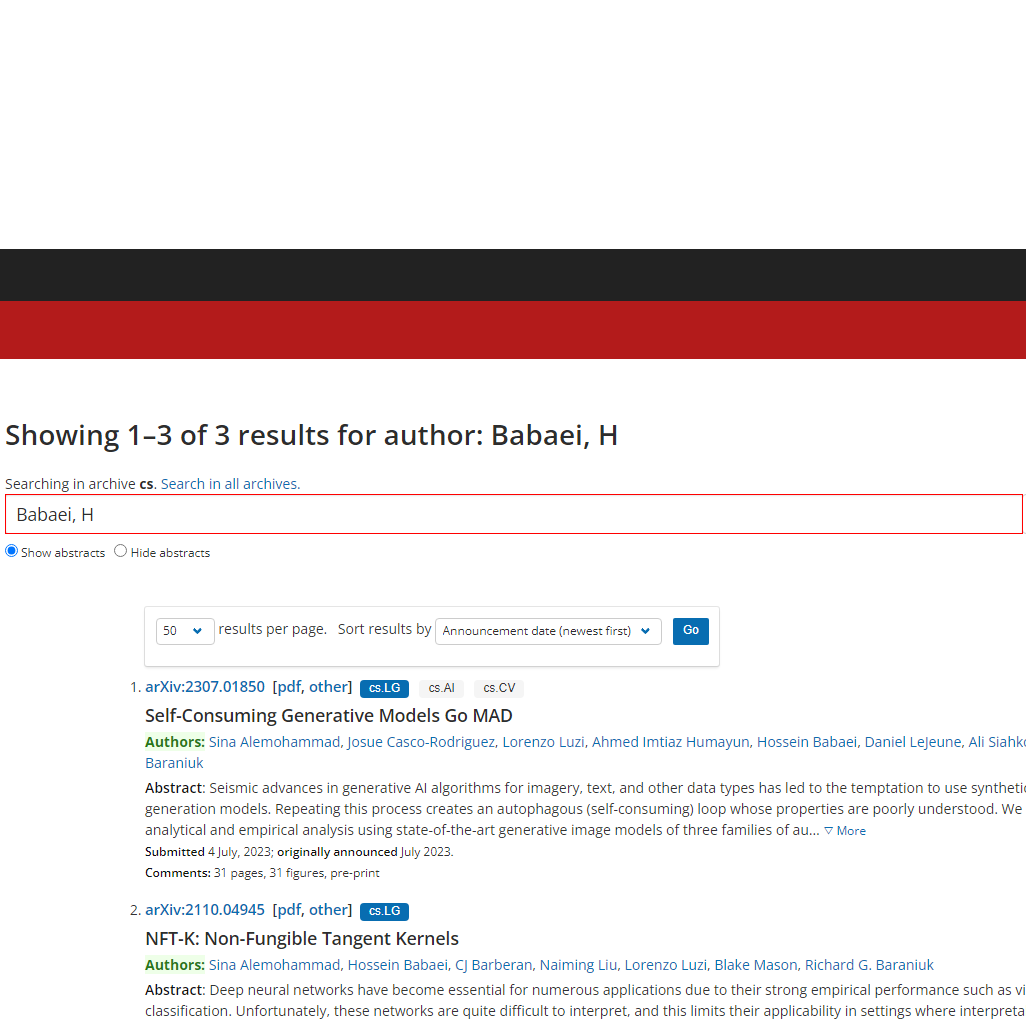 Showing 1–3 of 3 results for author: Babaei, H
Searching in archive cs. Search in all archives.
Babaei, H
Show abstracts Hide abstracts
50 results per page. Sort results by Announcement date (newest first) Go
1. arXiv:2307.01850 [pdf, other] cs.LG cs.AI cs.CV
Self-Consuming Generative Models Go MAD
Authors: Sina Alemohammad, Josue Casco-Rodriguez, Lorenzo Luzi, Ahmed Imtiaz Humayun, Hossein Babaei, Daniel LeJeune, Ali
Baraniuk
Abstract: Seismic advances in generative AI algorithms for imagery, text, and other data types has led to the temptation to use
generation models. Repeating this process creates an autophagous (self-consuming) loop whose properties are poorly understood. We
analytical and empirical analysis using state-of-the-art generative image models of three families of au… ▽ More
Submitted 4 July, 2023; originally announced July 2023.
Comments: 31 pages, 31 figures, pre-print
2. arXiv:2110.04945 [pdf, other] cs.LG
NFT-K: Non-Fungible Tangent Kernels
Authors: Sina Alemohammad, Hossein Babaei, CJ Barberan, Naiming Liu, Lorenzo Luzi, Blake Mason, Richard G. Baraniuk
Abstract: Deep neural networks have become essential for numerous applications due to their strong empirical performance such as
classification. Unfortunately, these networks are quite difficult to interpret, and this limits their applicability in settings where